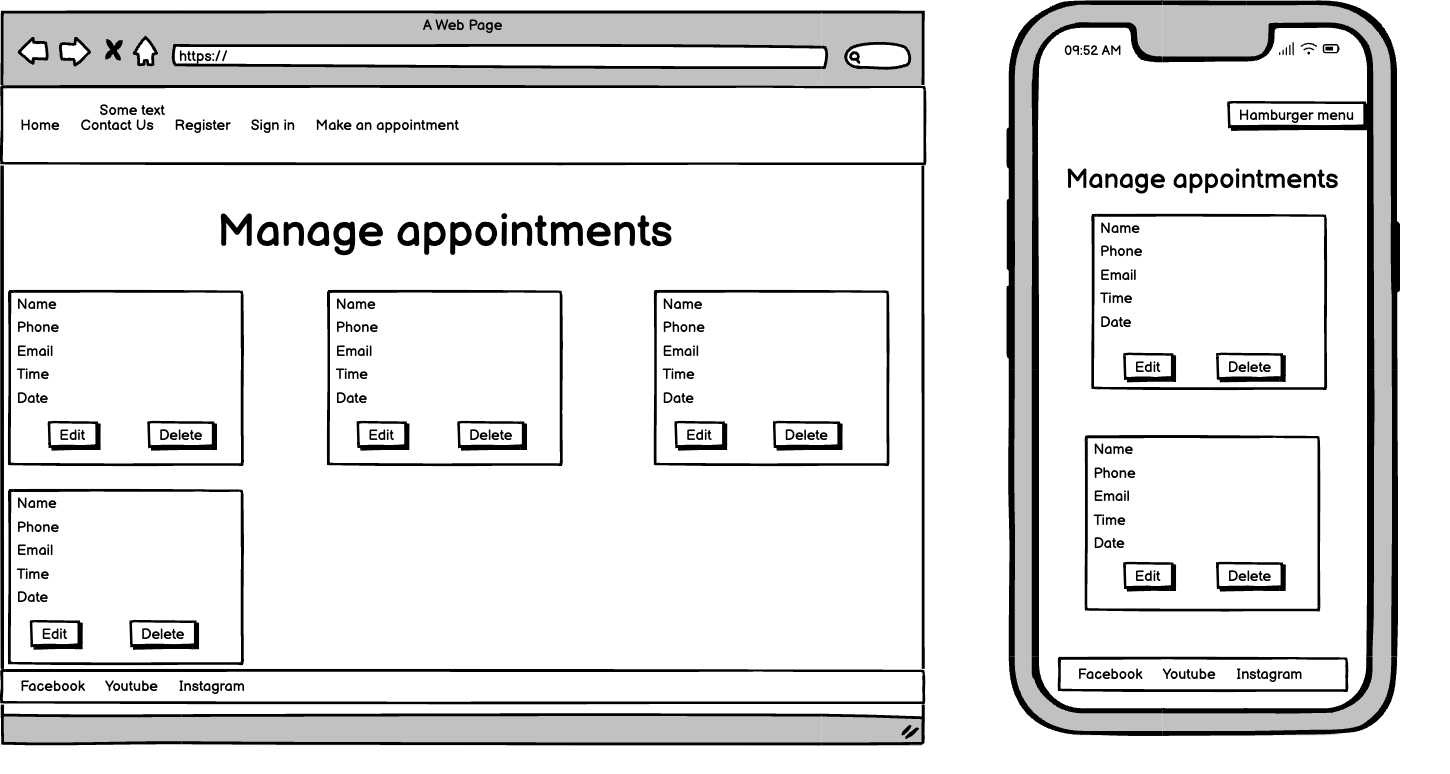 A Web Page
https://
Some text
Home Contact Us Register Sign in Make an appointment
Manage appointments
Name
Phone
Email
Time
Date
Edit Delete
Name
Phone
Email
Time
Date
Edit Delete
Name
Phone
Email
Time
Date
Edit Delete
Name
Phone
Email
Time
Date
Edit Delete
Facebook Youtube Instagram
09:52 AM
Hamburger menu
Manage appointments
Name
Phone
Email
Time
Date
Edit Delete
Name
Phone
Email
Time
Date
Edit Delete
Facebook Youtube Instagram